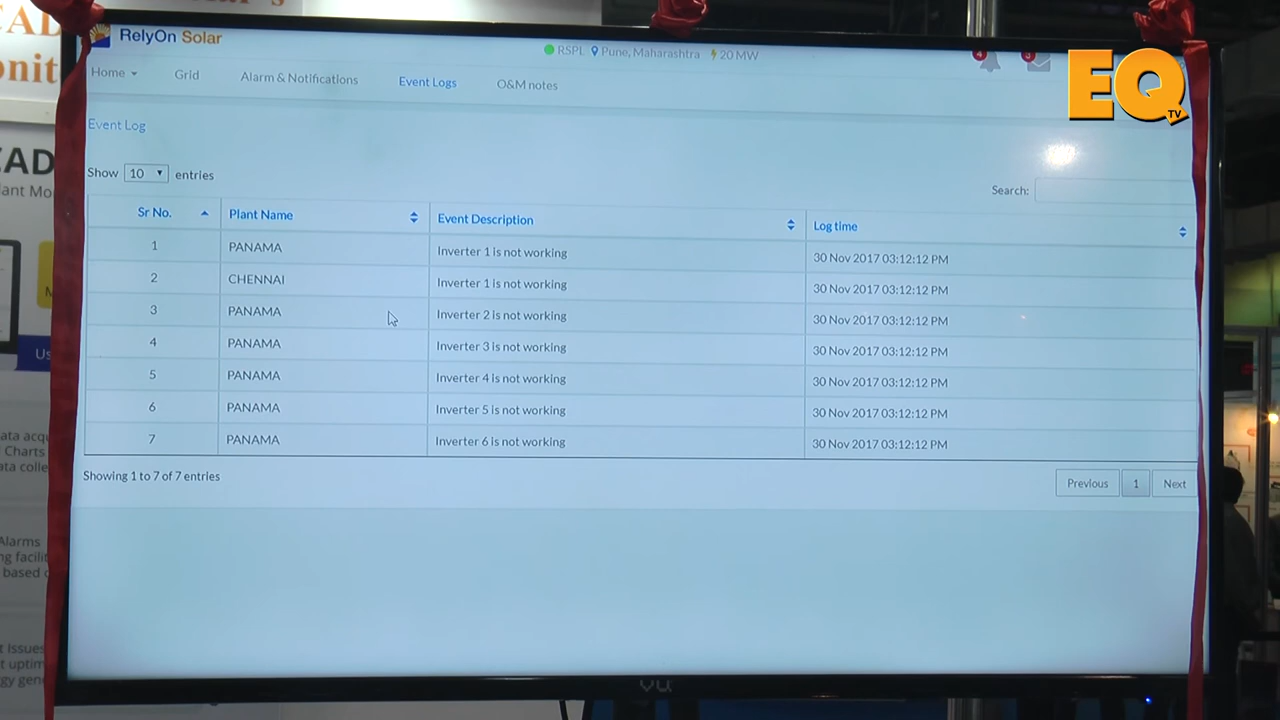 RelyOn Solar
RSPL Pune, Maharashtra 20 MW
Home Grid Alarm & Notifications Event Logs O&M notes
EQ
TV
Event Log
Show 10 entries
Search:
Sr No. Plant Name Event Description Log time
1 PANAMA Inverter 1 is not working 30 Nov 2017 03:12:12 PM
2 CHENNAI Inverter 1 is not working 30 Nov 2017 03:12:12 PM
3 PANAMA Inverter 2 is not working 30 Nov 2017 03:12:12 PM
4 PANAMA Inverter 3 is not working 30 Nov 2017 03:12:12 PM
5 PANAMA Inverter 4 is not working 30 Nov 2017 03:12:12 PM
6 PANAMA Inverter 5 is not working 30 Nov 2017 03:12:12 PM
7 PANAMA Inverter 6 is not working 30 Nov 2017 03:12:12 PM
Showing 1 to 7 of 7 entries
Previous 1 Next
Vu
Charts
Alarms
based